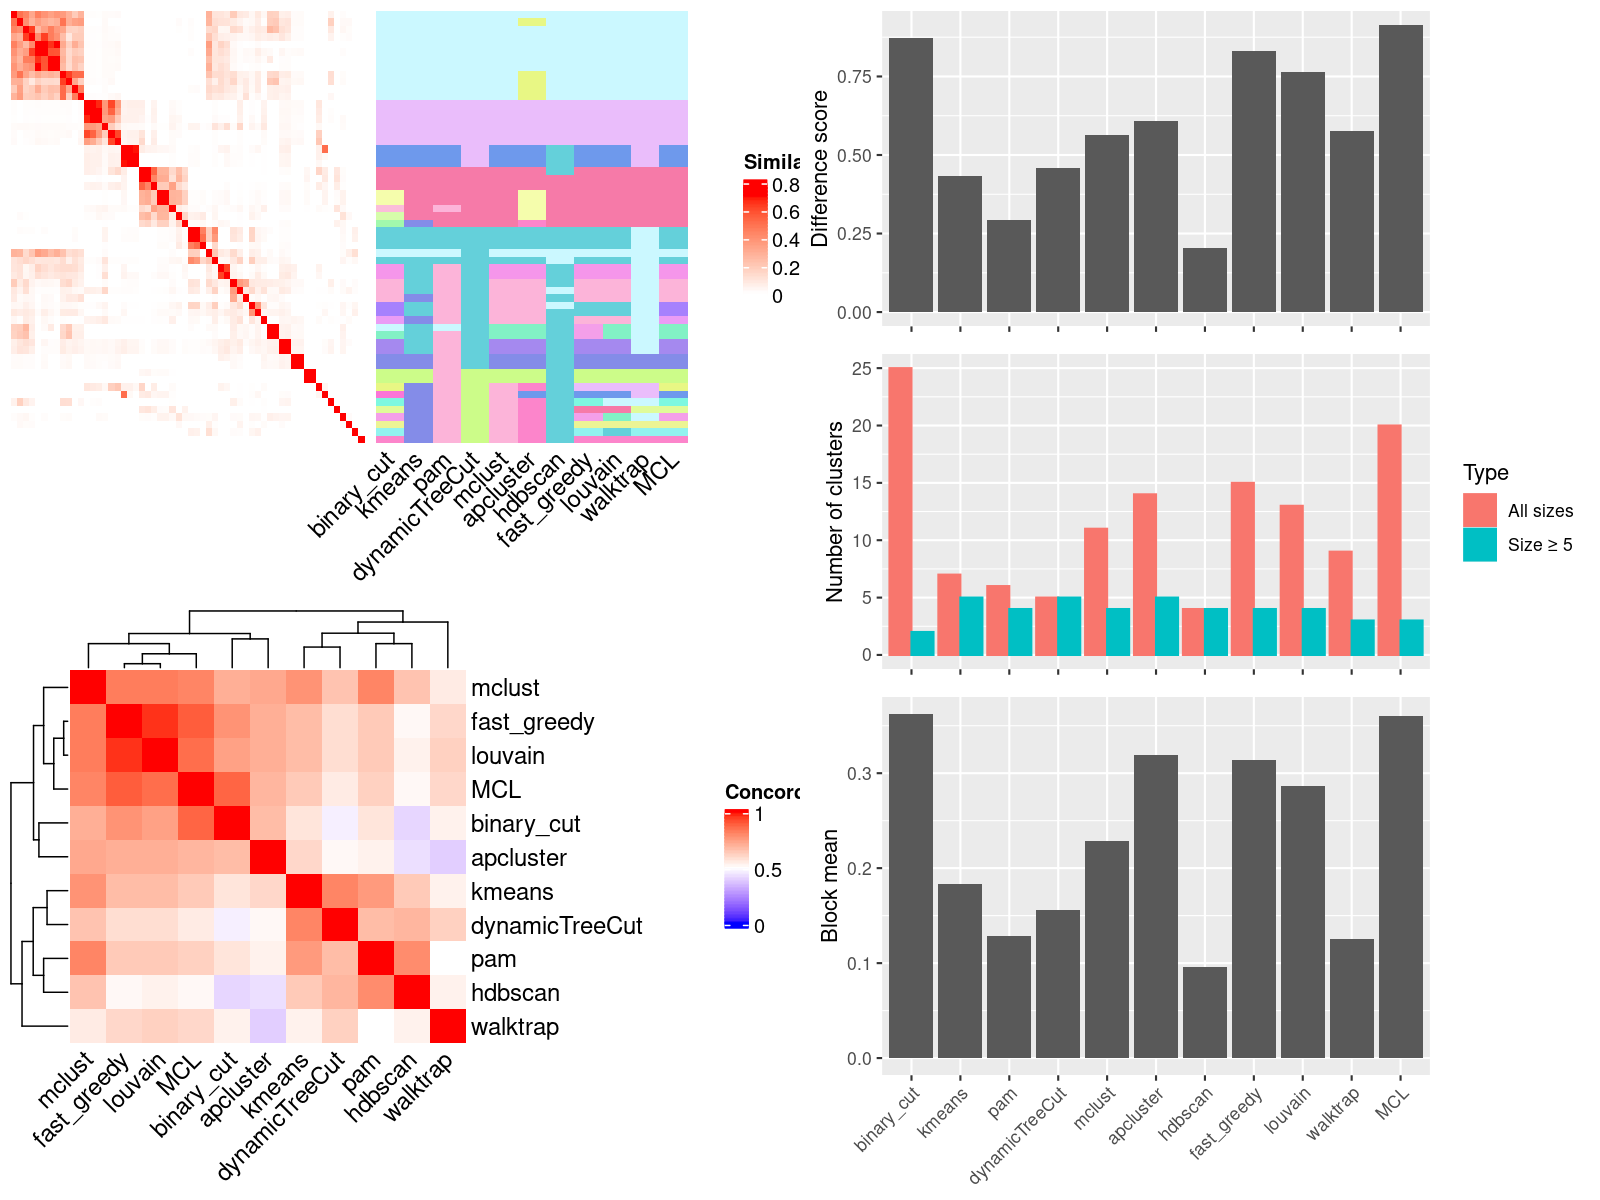 Simila
0.8
0.6
0.4
0.2
0
binary_cut
kmeans
pam
dynamicTreeCut
mclust
apcluster
hdbscan
fast_greedy
louvain
walktrap
MCL
mclust
fast_greedy
louvain
MCL
binary_cut
apcluster
kmeans
dynamicTreeCut
pam
hdbscan
walktrap
mclust
fast_greedy
louvain
MCL
binary_cut
apcluster
kmeans
dynamicTreeCut
pam
hdbscan
walktrap
Concord
1
0.5
0
Difference score
0.75
0.50
0.25
0.00
Number of clusters
25
20
15
10
5
0
Type
All sizes
Size ≥ 5
Block mean
0.3
0.2
0.1
0.0
binary_cut
kmeans
pam
dynamicTreeCut
mclust
apcluster
hdbscan
fast_greedy
louvain
walktrap
MCL